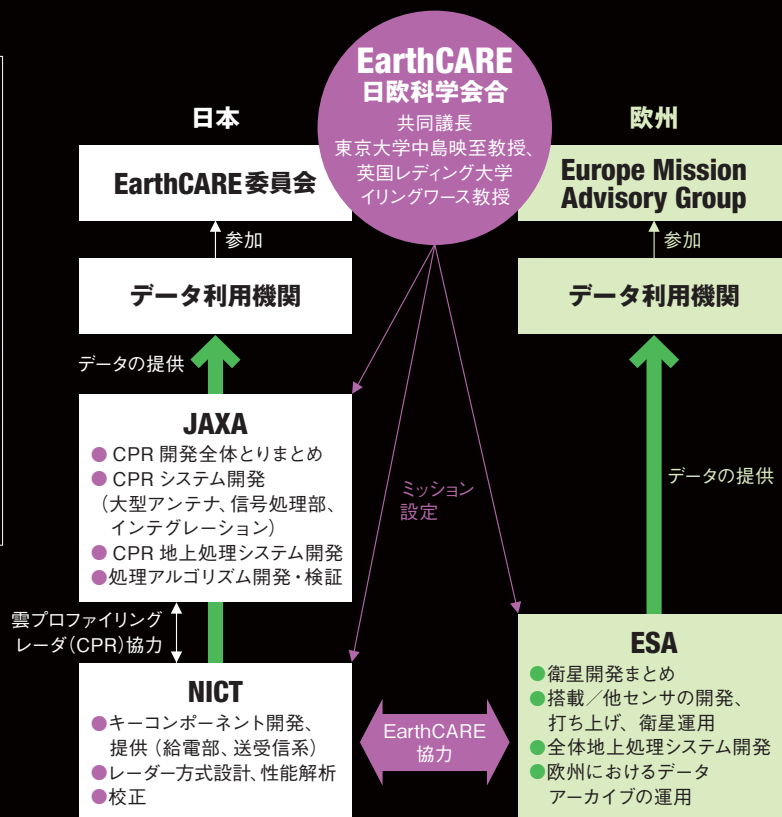 EarthCARE
日欧科学会合
共同議長
東京大学中島映至教授、
英国レディング大学
イリングワース教授
日本
EarthCARE 委員会
参加
データ利用機関
データの提供
JAXA
● CPR 開発全体とりまとめ
● CPR システム開発
（大型アンテナ、信号処理部、
インテグレーション）
● CPR 地上処理システム開発
●処理アルゴリズム開発・検証
雲プロファイリング
レーダ（CPR）協力
NICT
●キーコンポーネント開発、
提供（給電部、送受信系）
●レーダー方式設計、性能解析
●校正
ミッション
設定
EarthCARE
協力
欧州
Europe Mission
Advisory Group
参加
データ利用機関
データの提供
ESA
●衛星開発まとめ
●搭載／他センサの開発、
打ち上げ、衛星運用
●全体地上処理システム開発
●欧州におけるデータ
アーカイブの運用